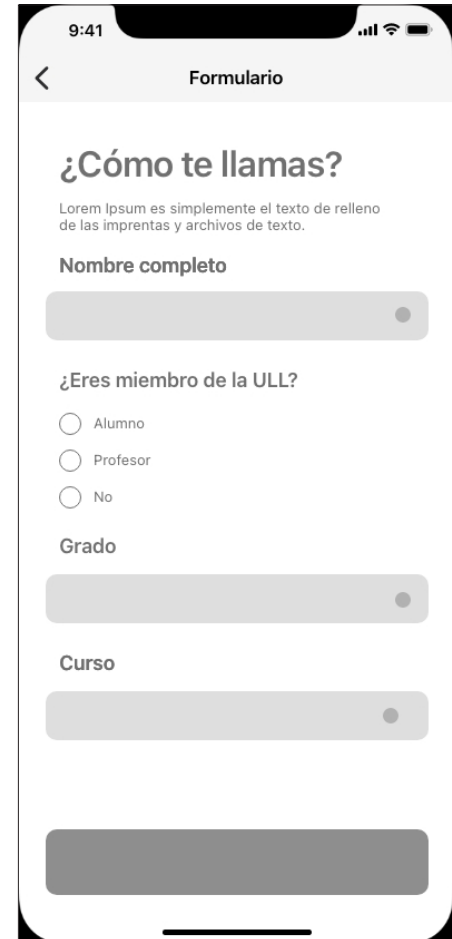 9:41
Formulario
¿Cómo te llamas?
Lorem Ipsum es simplemente el texto de relleno
de las imprentas y archivos de texto.
Nombre completo
¿Eres miembro de la ULL?
Alumno
Profesor
No
Grado
Curso